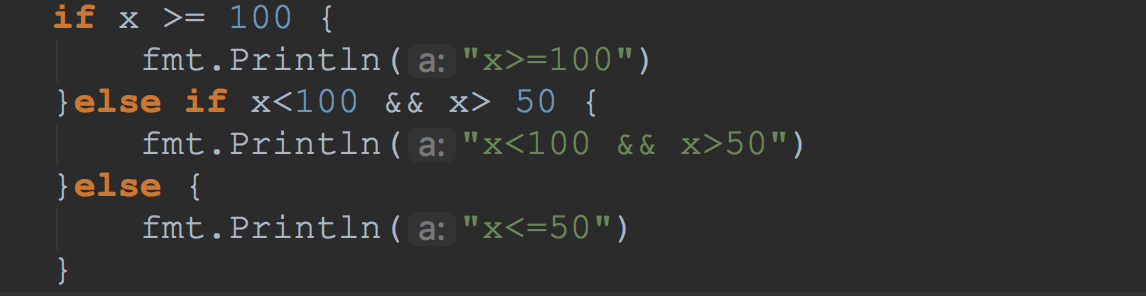 if x >= 100 {
    fmt.Println( a: "x>=100")
}else if x<100 && x> 50 {
    fmt.Println( a: "x<100 && x>50")
}else {
    fmt.Println( a: "x<=50")
}